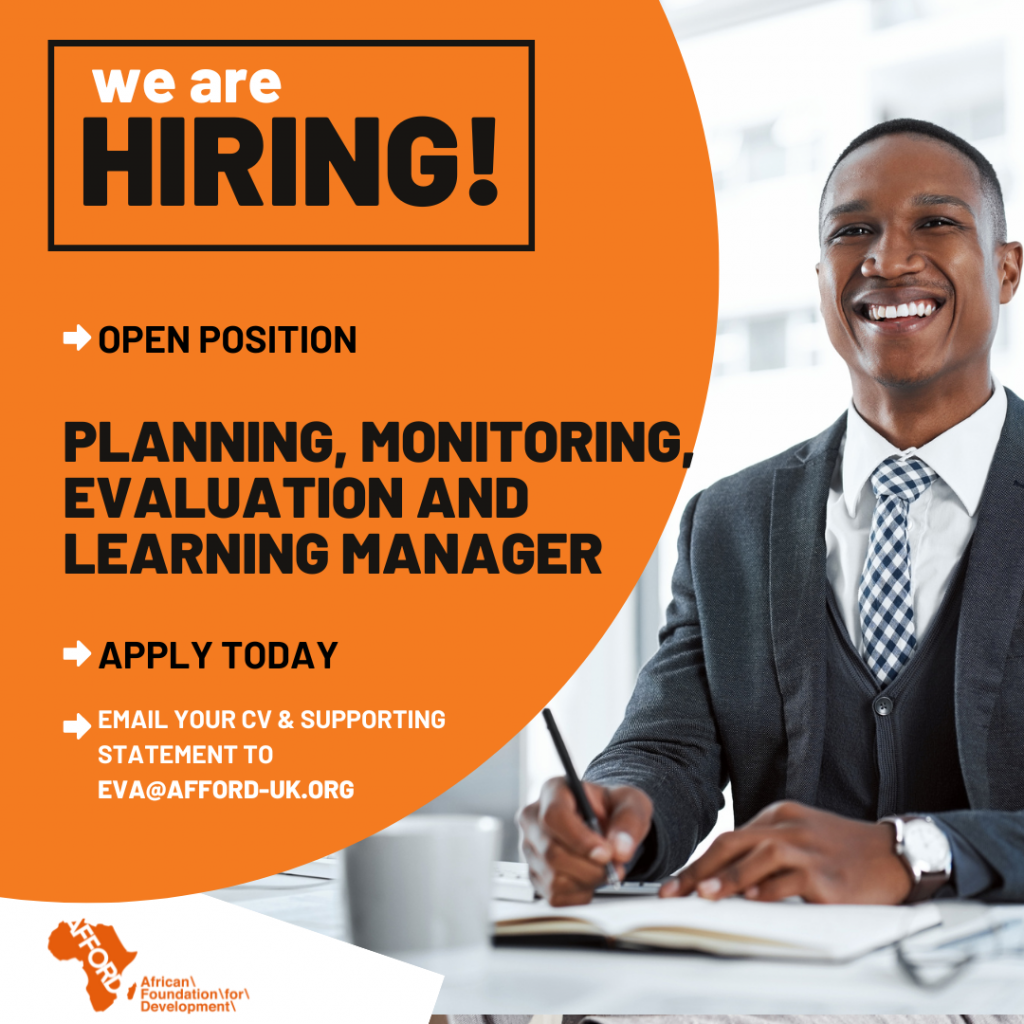 we are
HIRING!
OPEN POSITION
PLANNING, MONITORING,
EVALUATION AND
LEARNING MANAGER
APPLY TODAY
EMAIL YOUR CV & SUPPORTING
STATEMENT TO
EVA@AFFORD-UK.ORG
AFFORD
African\
Foundation\for\
Development\